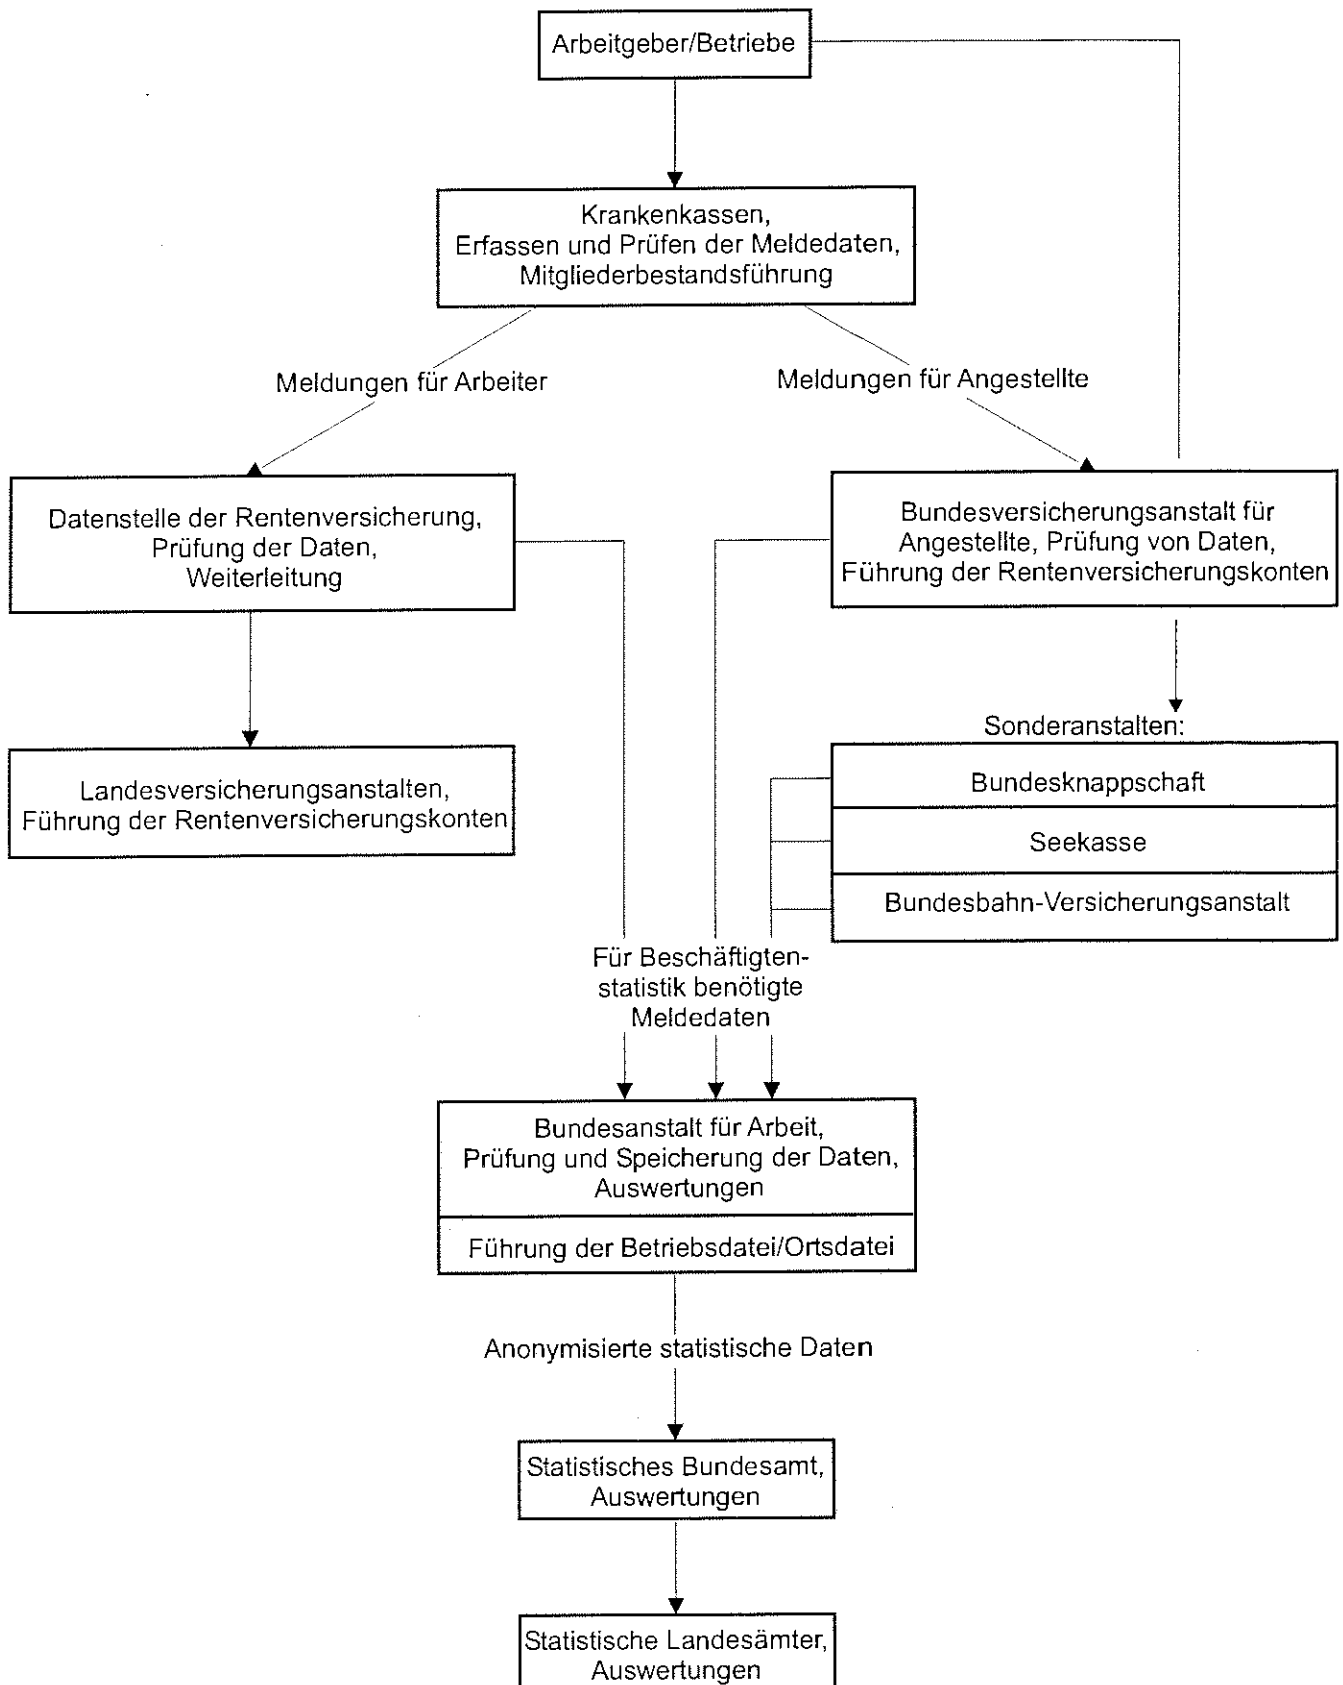 Arbeitgeber/Betriebe
Krankenkassen,
Erfassen und Prüfen der Meldedaten,
Mitgliederbestandsführung
Meldungen für Arbeiter
Meldungen für Angestellte
Datenstelle der Rentenversicherung,
Prüfung der Daten,
Weiterleitung
Bundesversicherungsanstalt für
Angestellte, Prüfung von Daten,
Führung der Rentenversicherungskonten
Landesversicherungsanstalten,
Führung der Rentenversicherungskonten
Sonderanstalten:
Bundesknappschaft
Seekasse
Bundesbahn-Versicherungsanstalt
Für Beschäftigten-
statistik benötigte
Meldedaten
Bundesanstalt für Arbeit,
Prüfung und Speicherung der Daten,
Auswertungen
Führung der Betriebsdatei/Ortsdatei
Anonymisierte statistische Daten
Statistisches Bundesamt,
Auswertungen
Statistische Landesämter,
Auswertungen